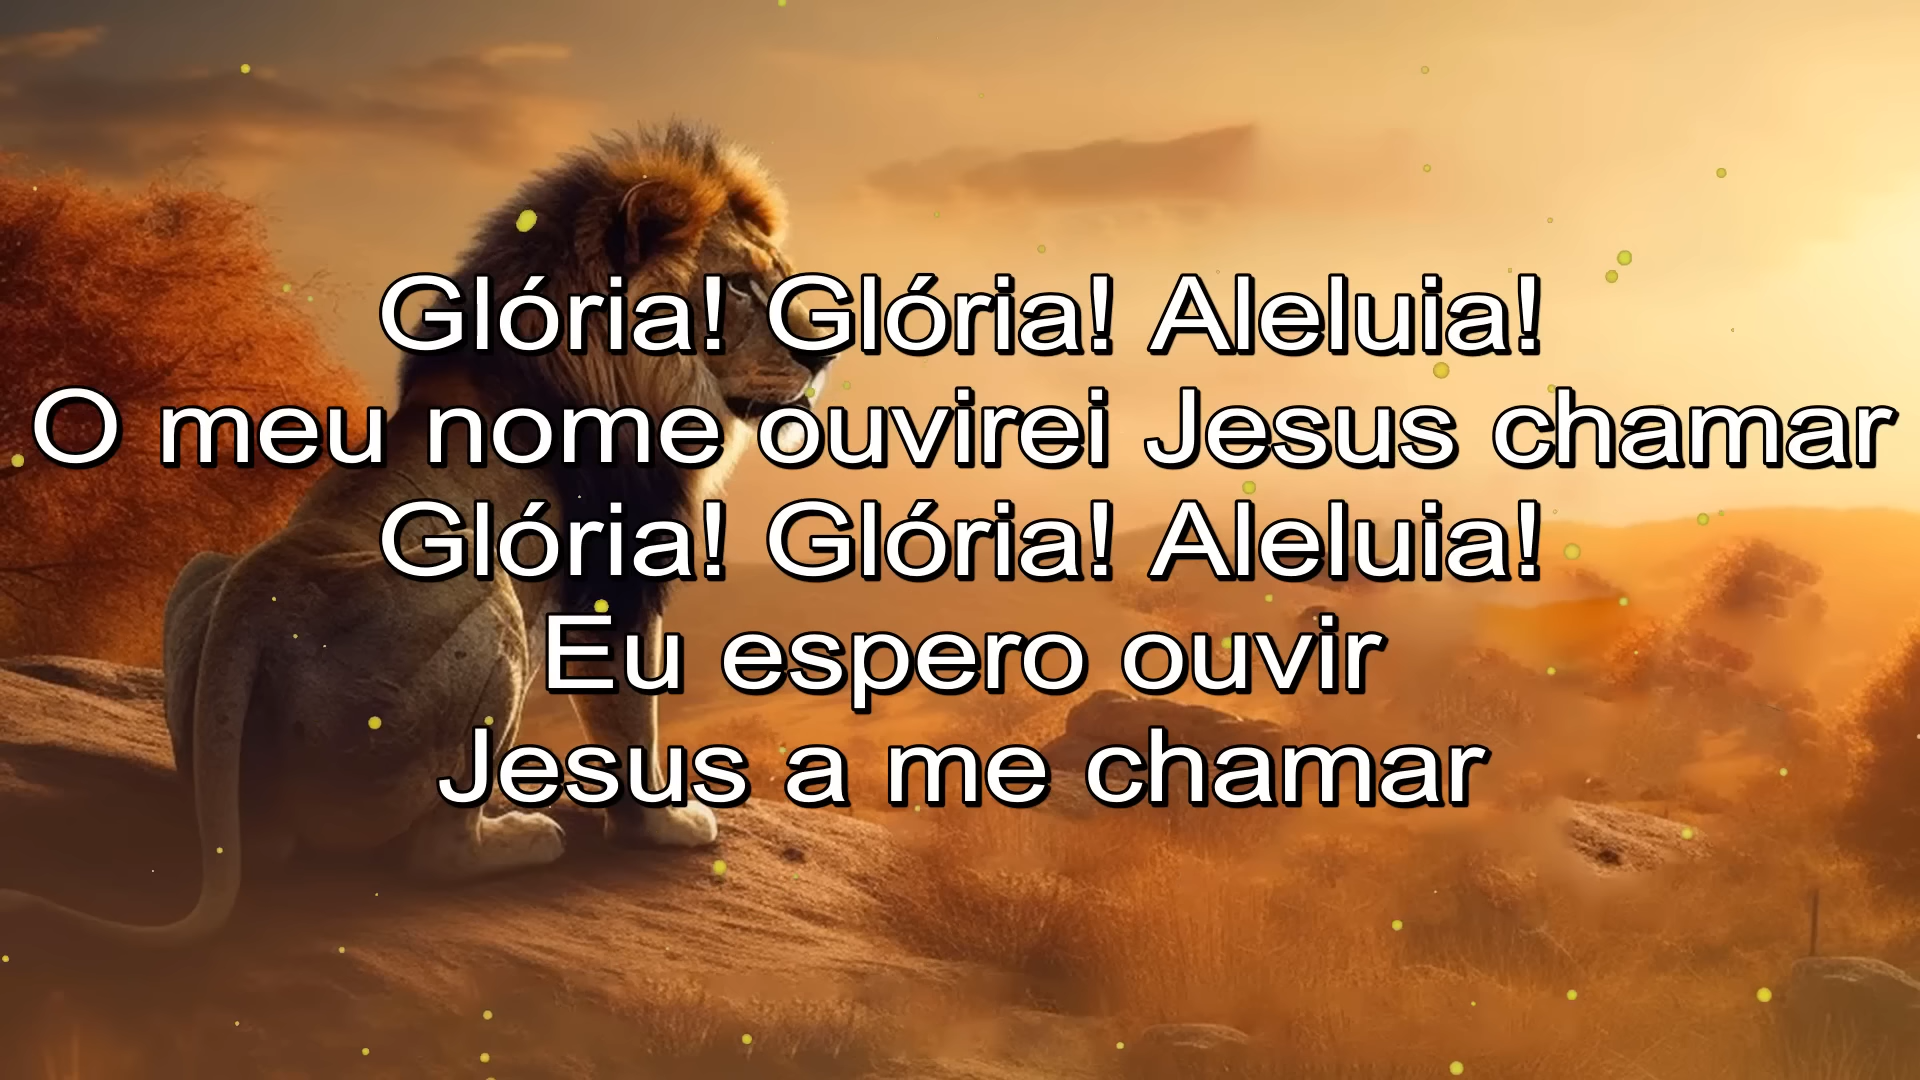 Glória! Glória! Aleluia!
O meu nome ouvirei Jesus chamar
Glória! Glória! Aleluia!
Eu espero ouvir
Jesus a me chamar